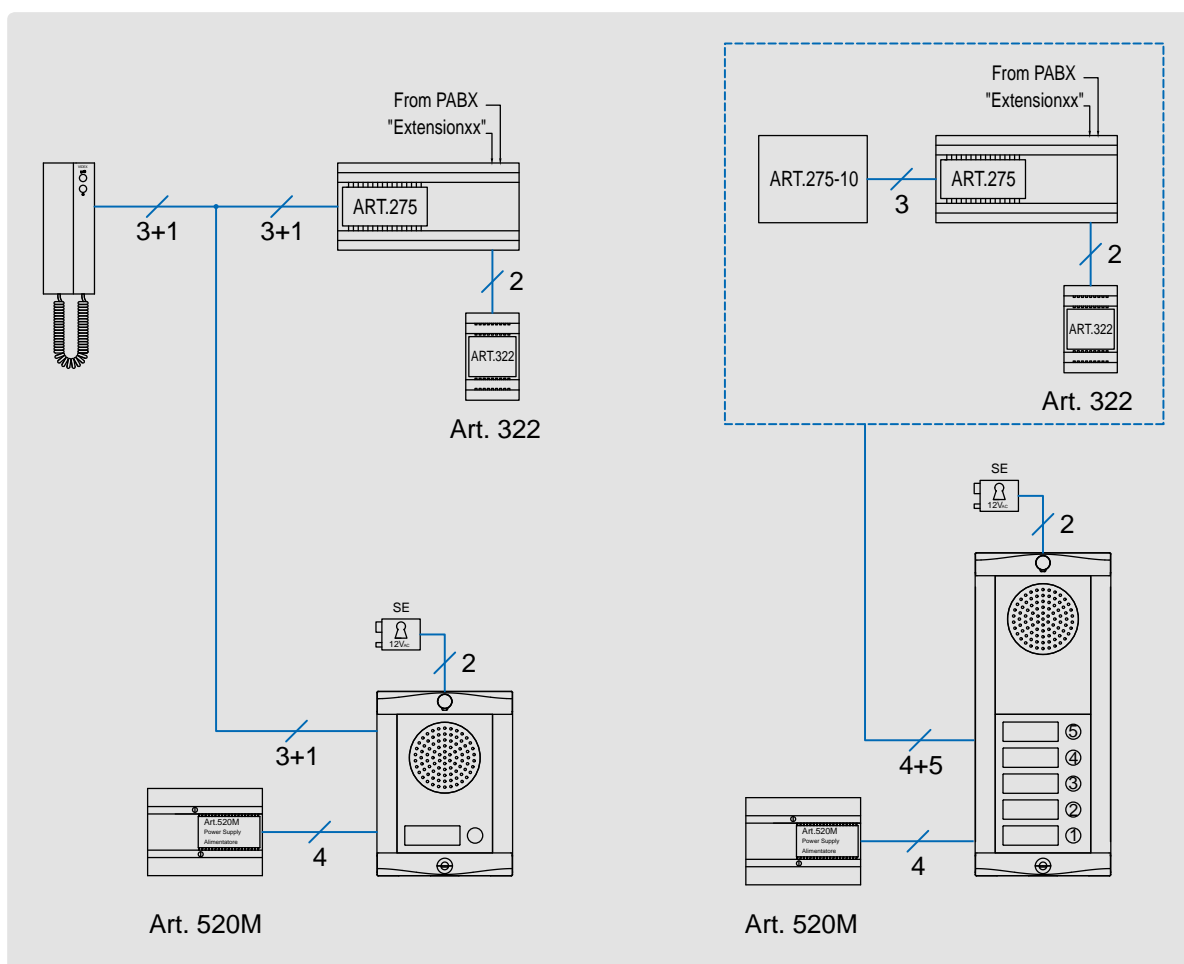 From PABX
"Extensionxx"
ART.275
3+1
3+1
2
ART.322
Art. 322
SE
12VAC
2
3+1
Art.520M
Power Supply
Alimentatore
4
Art. 520M
From PABX
"Extensionxx"
ART.275-10
3
ART.275
2
ART.322
Art. 322
SE
12VAC
2
5
4
3
2
1
4+5
Art.520M
Power Supply
Alimentatore
4
Art. 520M